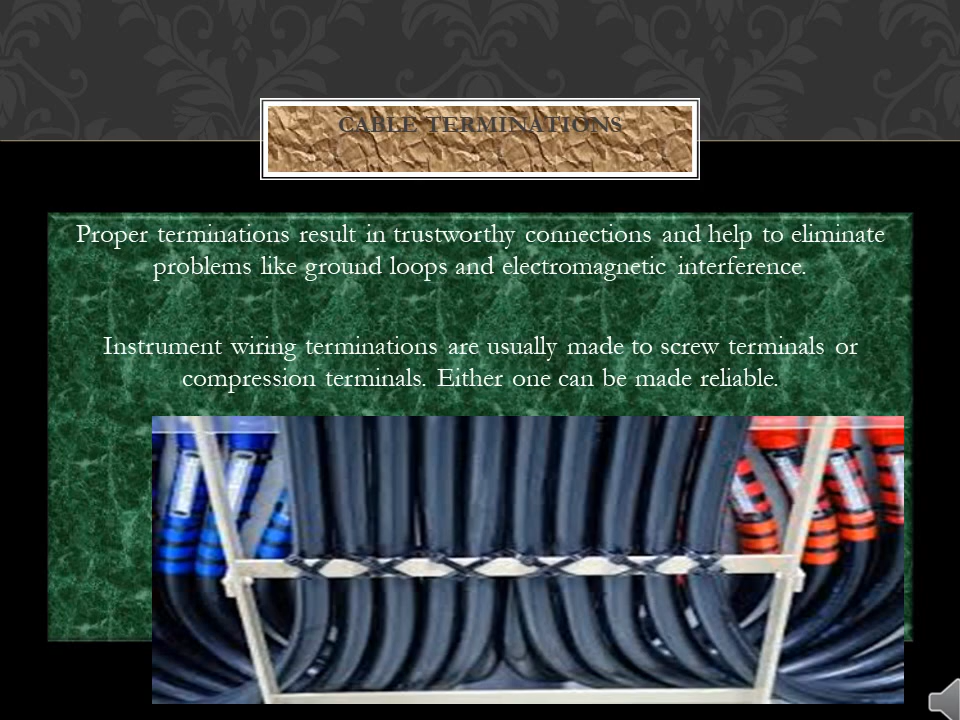 CABLE TERMINATIONS
Proper terminations result in trustworthy connections and help to eliminate
problems like ground loops and electromagnetic interference.
Instrument wiring terminations are usually made to screw terminals or
compression terminals. Either one can be made reliable.